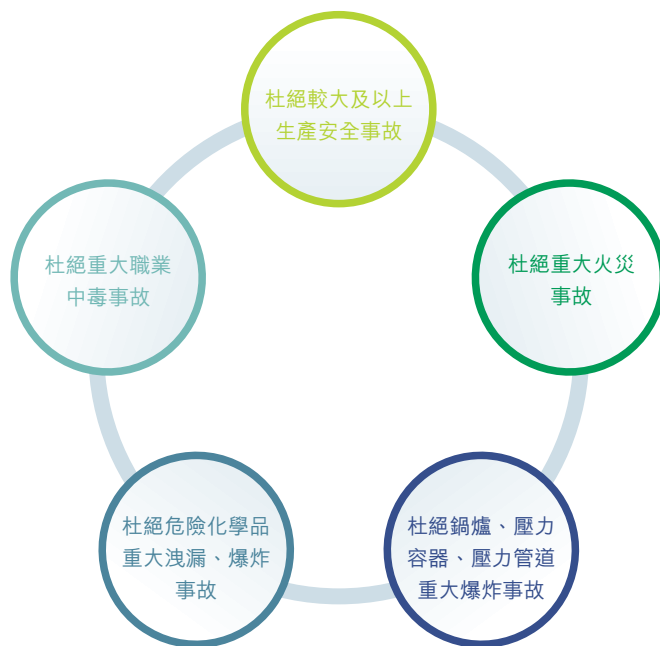 杜絕較大及以上
生產安全事故
杜絕重大火災
事故
杜絕鍋爐、壓力
容器、壓力管道
重大爆炸事故
杜絕危險化學品
重大洩漏、爆炸
事故
杜絕重大職業
中毒事故